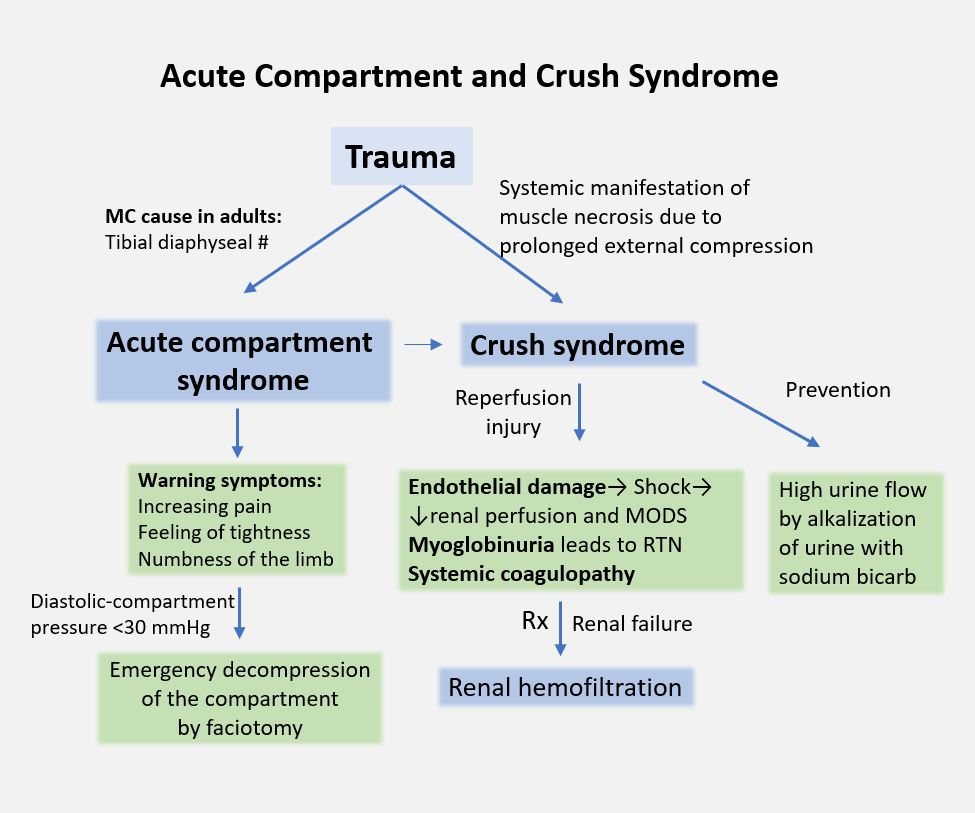 Acute Compartment and Crush Syndrome
Trauma
MC cause in adults:
Tibial diaphyseal #
Systemic manifestation of
muscle necrosis due to
prolonged external compression
Acute compartment
syndrome
Crush syndrome
Reperfusion
injury
Prevention
Warning symptoms:
Increasing pain
Feeling of tightness
Numbness of the limb
Endothelial damage→ Shock→
↓renal perfusion and MODS
Myoglobinuria leads to RTN
Systemic coagulopathy
High urine flow
by alkalization
of urine with
sodium bicarb
Diastolic-compartment
pressure <30 mmHg
Rx
Renal failure
Emergency decompression
of the compartment
by faciotomy
Renal hemofiltration